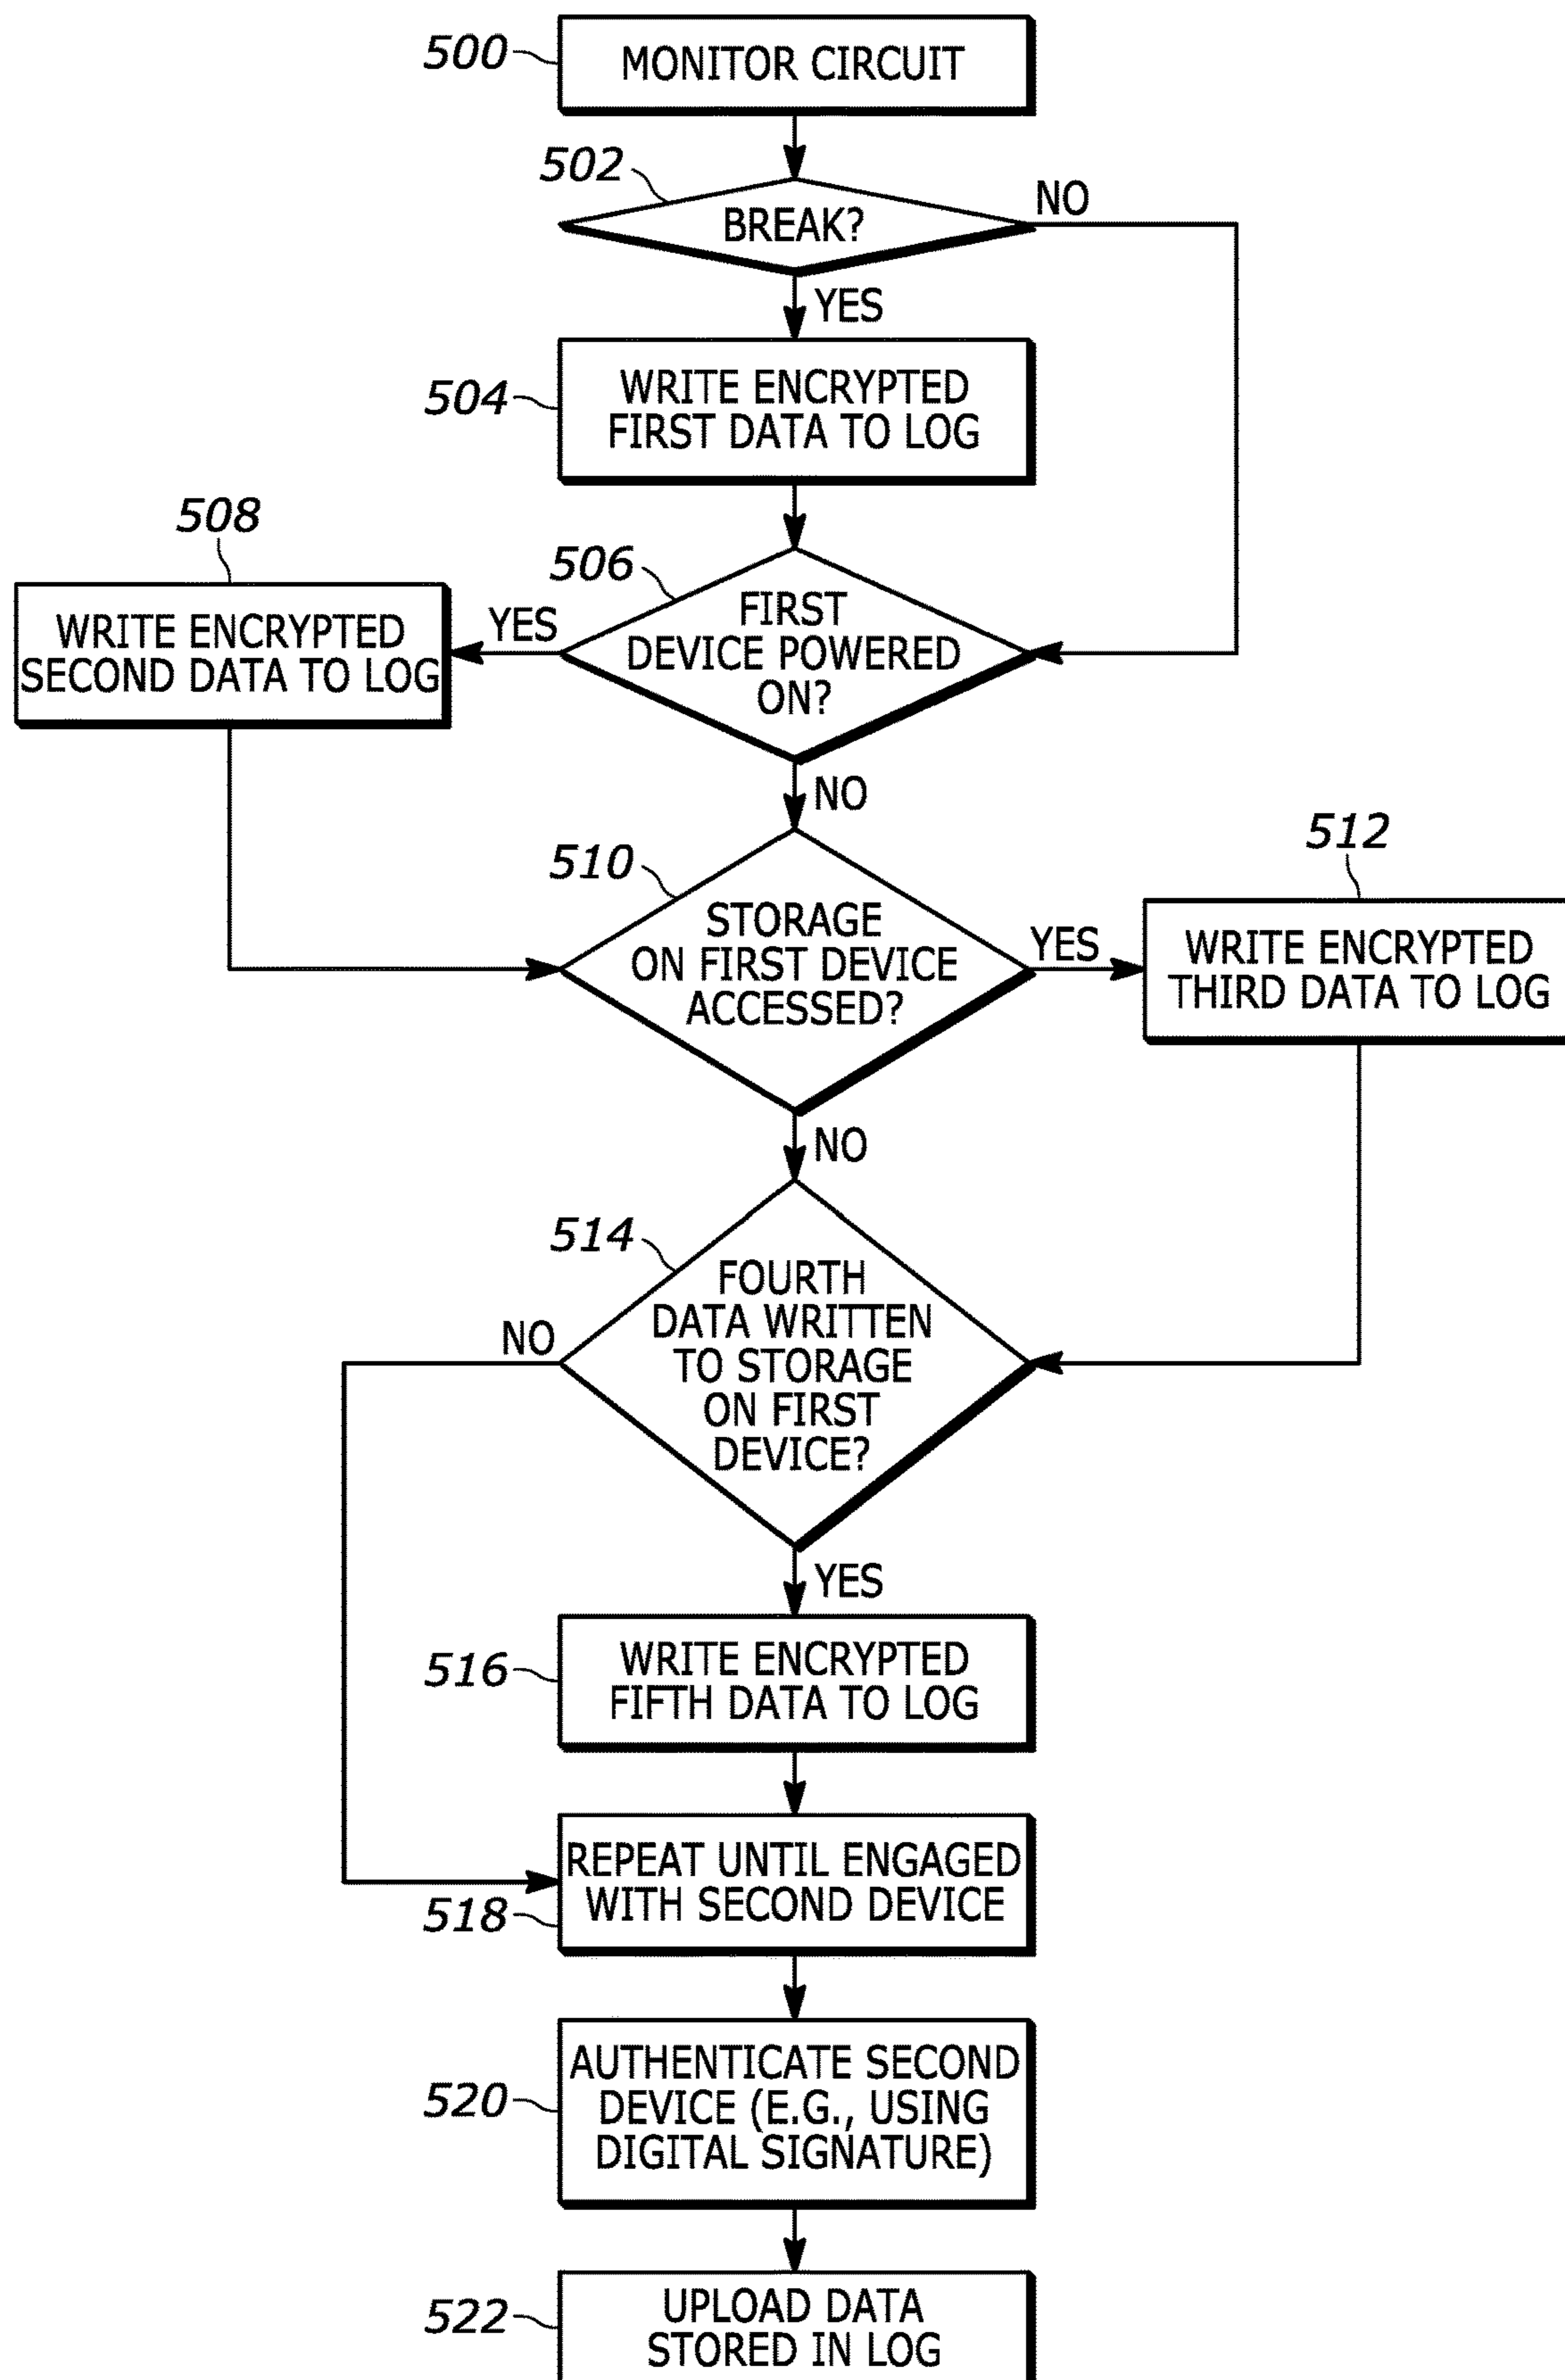 500
MONITOR CIRCUIT
502
BREAK?
NO
YES
504
WRITE ENCRYPTED
FIRST DATA TO LOG
508
WRITE ENCRYPTED
SECOND DATA TO LOG
YES
506
FIRST
DEVICE POWERED
ON?
NO
510
STORAGE
ON FIRST DEVICE
ACCESSED?
YES
512
WRITE ENCRYPTED
THIRD DATA TO LOG
NO
514
FOURTH
DATA WRITTEN
TO STORAGE
ON FIRST
DEVICE?
NO
YES
516
WRITE ENCRYPTED
FIFTH DATA TO LOG
REPEAT UNTIL ENGAGED
WITH SECOND DEVICE
518
AUTHENTICATE SECOND
DEVICE (E.G., USING
DIGITAL SIGNATURE)
520
UPLOAD DATA
STORED IN LOG
522